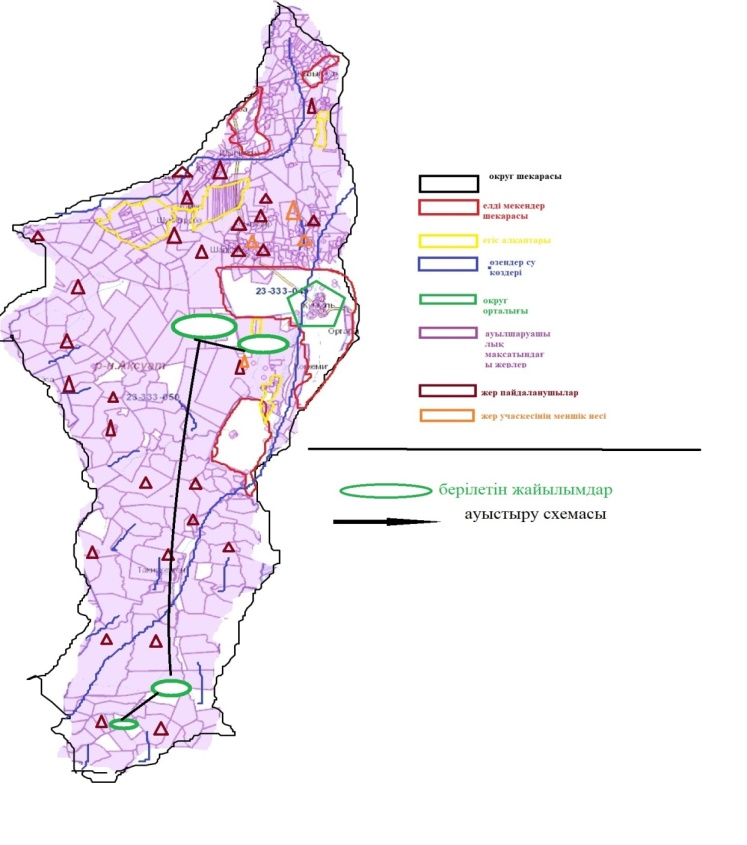 округ шекарасы
елді мекендер
шекарасы
егіс алқаптары
өзендер су
көздері
округ
орталығы
ауылшаруашы
лық
мақсатындағ
ы жерлер
жер пайдаланушылар
жер учаскесінің меншік иесі
берілетін жайылымдар
ауыстыру схемасы
23-333-049
р-н.Аксуат
23-333-050